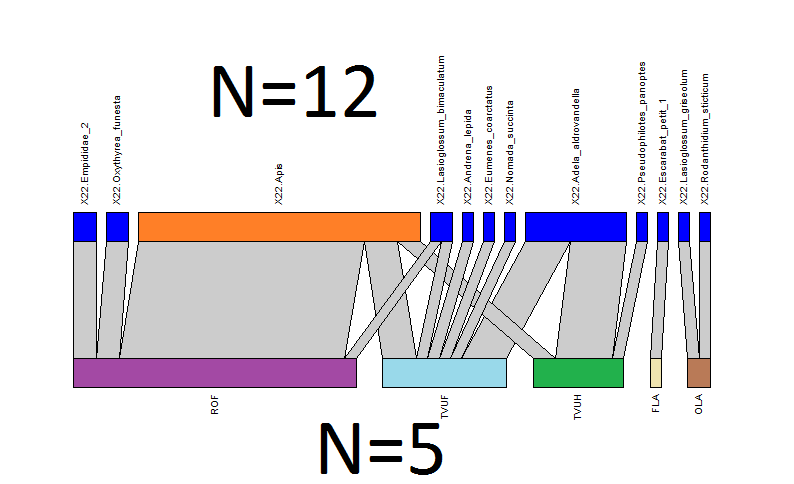 N=12
X22.Empididae_2
X22.Oxythyrea_funesta
X22.Apis
X22.Lasioglossum_bimaculatum
X22.Andrena_lepida
X22.Eumenes_coarctatus
X22.Nomada_succinta
X22.Adela_aldrovandella
X22.Pseudophilotes_panoptes
X22.Escarabat_petit_1
X22.Lasioglossum_griseolum
X22.Rodanthidium_sticticum
ROF
TVUF
TVUH
FLA
OLA
N=5